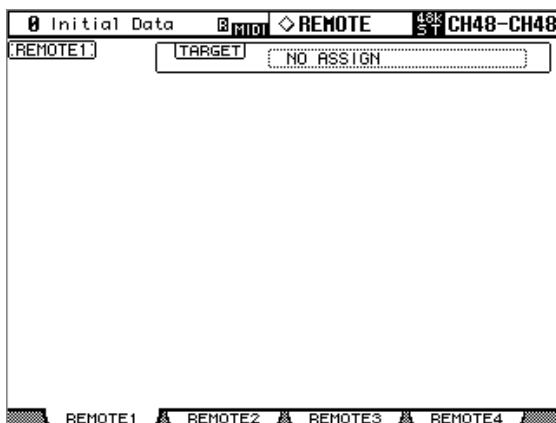 0 Initial Data R MIDI ◇REMOTE 48k ST CH48-CH48
REMOTE1 TARGET NO ASSIGN
REMOTE1 REMOTE2 REMOTE3 REMOTE4